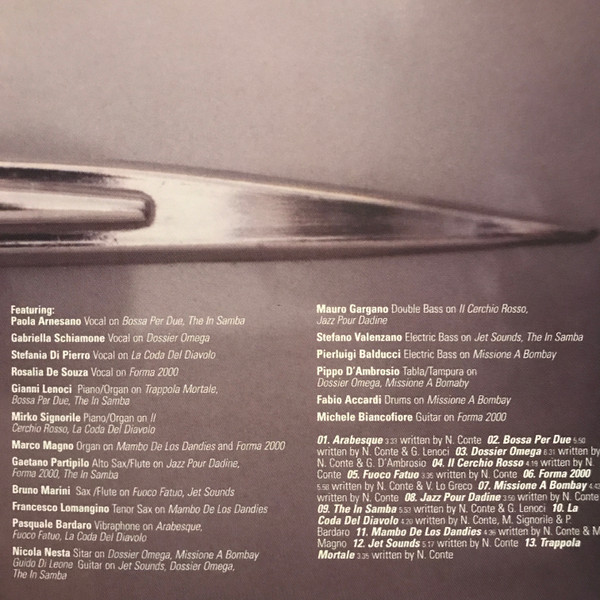 Featuring:
Paola Arnesano Vocal on Bossa Per Due, The In Samba
Gabriella Schiamone Vocal on Dossier Omega
Stefania Di Pierro Vocal on La Coda Del Diavolo
Rosalia De Souza Vocal on Forma 2000
Gianni Lenoci Piano/Organ on Trappola Mortale,
Bossa Per Due, The In Samba
Mirko Signorile Piano/Organ on Il
Cerchio Rosso, La Coda Del Diavolo
Marco Magno Organ on Mambo De Los Dandies and Forma 2000
Gaetano Partipilo Alto Sax/Flute on Jazz Pour Dadine,
Forma 2000, The In Samba
Bruno Marini Sax /Flute on Fuoco Fatuo, Jet Sounds
Francesco Lomangino Tenor Sax on Mambo De Los Dandies
Pasquale Bardaro Vibraphone on Arabesque,
Fuoco Fatuo, La Coda Del Diavolo
Nicola Nesta Sitar on Dossier Omega, Missione A Bombay
Guido Di Leone Guitar on Jet Sounds, Dossier Omega,
The In Samba
Mauro Gargano Double Bass on Il Cerchio Rosso,
Jazz Pour Dadine
Stefano Valenzano Electric Bass on Jet Sounds, The In Samba
Pierluigi Balducci Electric Bass on Missione A Bombay
Pippo D'Ambrosio Tabla/Tampura on
Dossier Omega, Missione A Bomaby
Fabio Accardi Drums on Missione A Bombay
Michele Biancofiore Guitar on Forma 2000
01. Arabesque 3:33 written by N. Conte 02. Bossa Per Due 5:50
written by N. Conte & G. Lenoci 03. Dossier Omega 6:31 written by
N. Conte & G. D'Ambrosio 04. Il Cerchio Rosso 4:19 written by N.
Conte 05. Fuoco Fatuo 3:35 written by N. Conte 06. Forma 2000
5:58 written by N. Conte & V. Lo Greco 07. Missione A Bombay 4:43
written by N. Conte 08. Jazz Pour Dadine 3:50 written by N. Conte
09. The In Samba 5:53 written by N. Conte & G. Lenoci 10. La
Coda Del Diavolo 4:20 written by N. Conte, M. Signorile & P.
Bardaro 11. Mambo De Los Dandies 4:36 written by N. Conte & M.
Magno 12. Jet Sounds 5:17 written by N. Conte 13. Trappola
Mortale 3:35 written by N. Conte